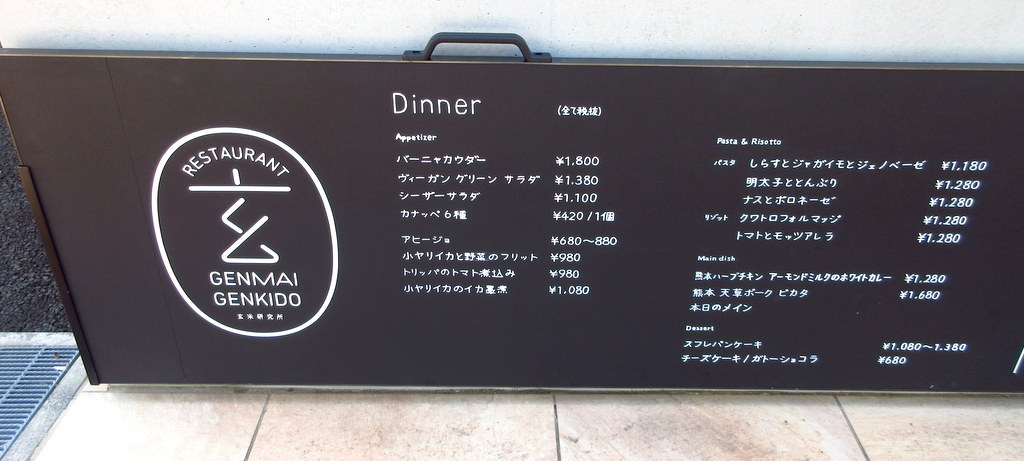 RESTAURANT
玄
GENMAI
GENKIDO
玄米研究所
Dinner (全て税抜)
Appetizer
バーニャカウダー ¥1.800
ヴィーガン グリーン サラダ ¥1.380
シーザーサラダ ¥1.100
カナッペ6種 ¥420/1個
アヒージョ ¥680〜880
小ヤリイカと野菜のフリット ¥980
トリッパのトマト煮込み ¥980
小ヤリイカのイカ墨煮 ¥1.080
Pasta & Risotto
パスタ しらすとジャガイモとジェノベーゼ ¥1.180
明太子ととんぶり ¥1.280
ナスとボロネーゼ ¥1.280
リゾット クワトロフォルマッジ ¥1.280
トマトとモッツアレラ ¥1.280
Main dish
熊本ハーブチキン アーモンドミルクのホワイトカレー ¥1.280
熊本 天草ポーク ピカタ ¥1.680
本日のメイン
Dessert
スフレパンケーキ ¥1.080〜1.380
チーズケーキ/ガトーショコラ ¥680